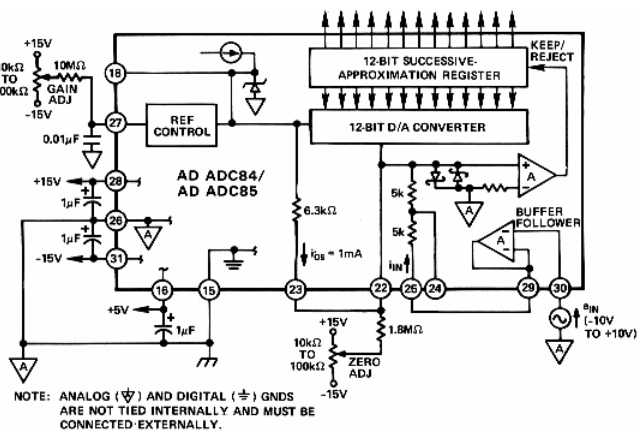 +15V
10MΩ
0kΩ
TO
00kΩ
GAIN
ADJ
-15V
0.01µF
18
27
REF
CONTROL
12-BIT SUCCESSIVE-
APPROXIMATION REGISTER
KEEP/
REJECT
12-BIT D/A CONVERTER
AD ADC84/
AD ADC85
+15V
28
1µF
26
A
1µF
-15V
31
6.3kΩ
iOS = 1mA
5k
5k
iIN
A
+
A
−
BUFFER
FOLLOWER
A
16
15
23
22
26
24
29
30
+5V
1µF
A
+15V
10kΩ
TO
100kΩ
-15V
1.8MΩ
ZERO
ADJ
eIN
(-10V
TO +10V)
A
NOTE: ANALOG (A) AND DIGITAL (⏚) GNDS
ARE NOT TIED INTERNALLY AND MUST BE
CONNECTED EXTERNALLY.